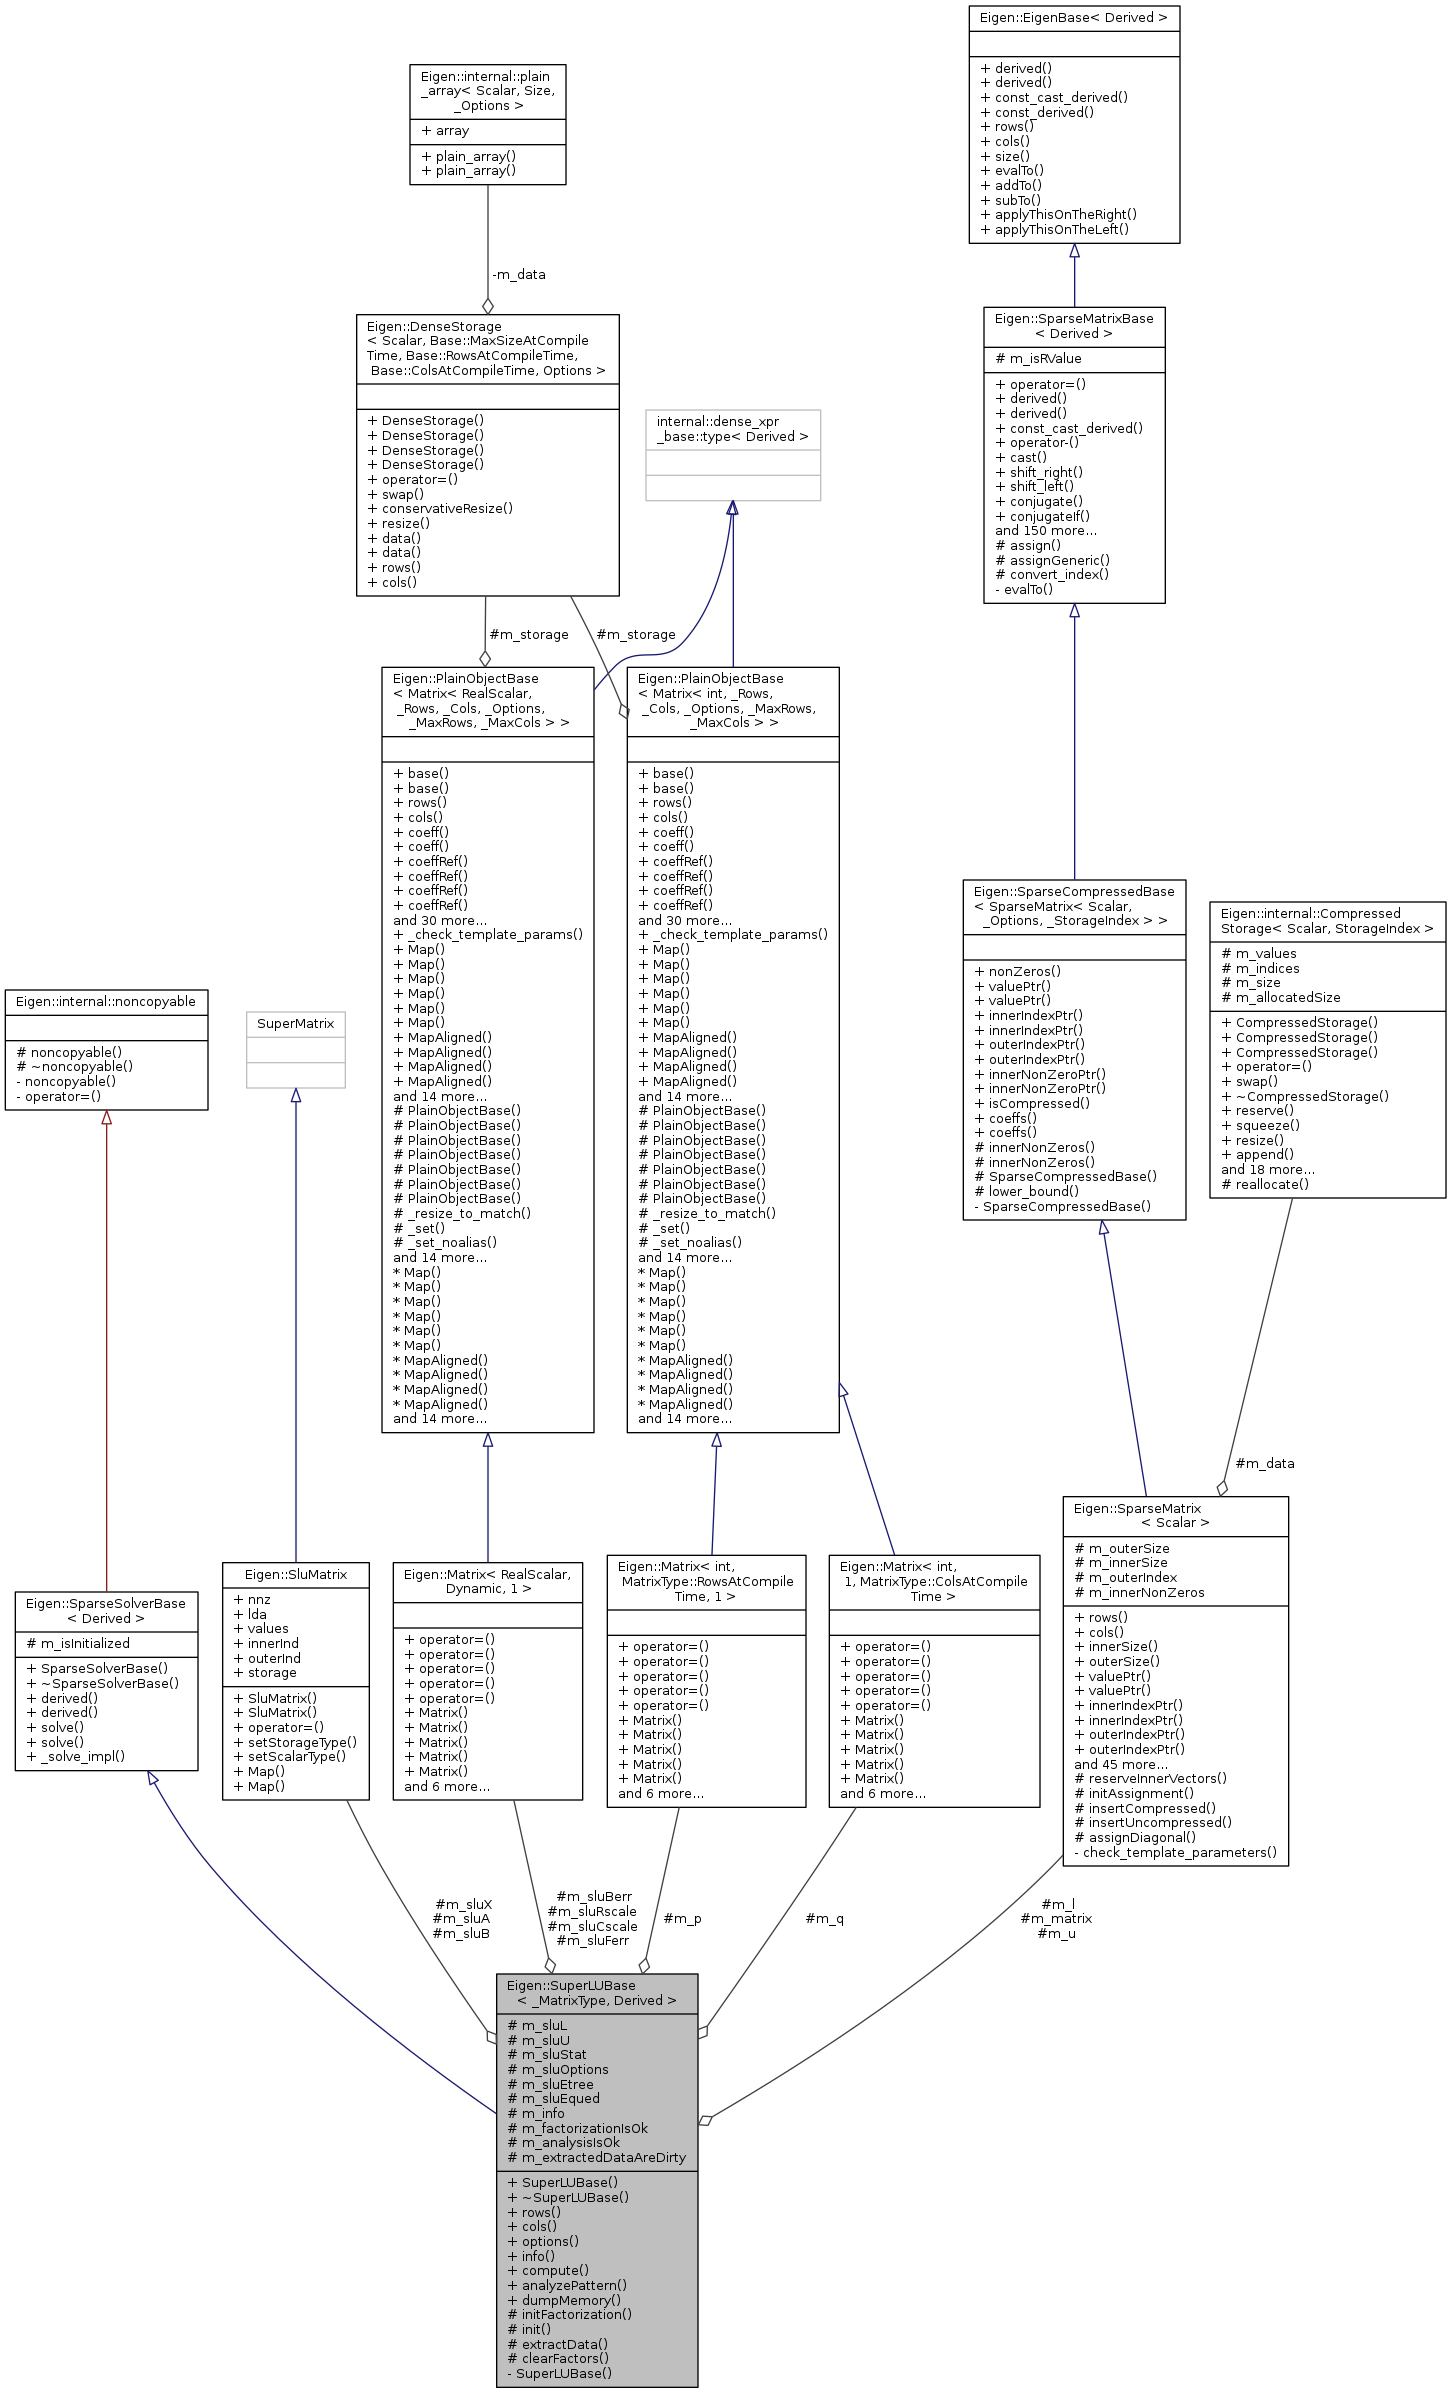 Eigen::EigenBase< Derived >
+ derived()
+ derived()
+ const_cast_derived()
+ const_derived()
+ rows()
+ cols()
+ size()
+ evalTo()
+ addTo()
+ subTo()
+ applyThisOnTheRight()
+ applyThisOnTheLeft()
Eigen::internal::plain
_array< Scalar, Size,
_Options >
+ array
+ plain_array()
+ plain_array()
-m_data
Eigen::DenseStorage
< Scalar, Base::MaxSizeAtCompile
Time, Base::RowsAtCompileTime,
Base::ColsAtCompileTime, Options >
+ DenseStorage()
+ DenseStorage()
+ DenseStorage()
+ DenseStorage()
+ operator=()
+ swap()
+ conservativeResize()
+ resize()
+ data()
+ data()
+ rows()
+ cols()
Eigen::SparseMatrixBase
< Derived >
# m_isRValue
+ operator=()
+ derived()
+ derived()
+ const_cast_derived()
+ operator-()
+ cast()
+ shift_right()
+ shift_left()
+ conjugate()
+ conjugateIf()
and 150 more...
# assign()
# assignGeneric()
# convert_index()
- evalTo()
internal::dense_xpr
_base::type< Derived >
#m_storage
#m_storage
Eigen::PlainObjectBase
< Matrix< RealScalar,
_Rows, _Cols, _Options,
_MaxRows, _MaxCols > >
+ base()
+ base()
+ rows()
+ cols()
+ coeff()
+ coeff()
+ coeffRef()
+ coeffRef()
+ coeffRef()
+ coeffRef()
and 30 more...
+ _check_template_params()
+ Map()
+ Map()
+ Map()
+ Map()
+ Map()
+ Map()
+ MapAligned()
+ MapAligned()
+ MapAligned()
+ MapAligned()
and 14 more...
# PlainObjectBase()
# PlainObjectBase()
# PlainObjectBase()
# PlainObjectBase()
# PlainObjectBase()
# PlainObjectBase()
# PlainObjectBase()
# _resize_to_match()
# _set()
# _set_noalias()
and 14 more...
* Map()
* Map()
* Map()
* Map()
* Map()
* Map()
* MapAligned()
* MapAligned()
* MapAligned()
* MapAligned()
and 14 more...
Eigen::PlainObjectBase
< Matrix< int, _Rows,
_Cols, _Options, _MaxRows,
_MaxCols > >
+ base()
+ base()
+ rows()
+ cols()
+ coeff()
+ coeff()
+ coeffRef()
+ coeffRef()
+ coeffRef()
+ coeffRef()
and 30 more...
+ _check_template_params()
+ Map()
+ Map()
+ Map()
+ Map()
+ Map()
+ Map()
+ MapAligned()
+ MapAligned()
+ MapAligned()
+ MapAligned()
and 14 more...
# PlainObjectBase()
# PlainObjectBase()
# PlainObjectBase()
# PlainObjectBase()
# PlainObjectBase()
# PlainObjectBase()
# PlainObjectBase()
# _resize_to_match()
# _set()
# _set_noalias()
and 14 more...
* Map()
* Map()
* Map()
* Map()
* Map()
* Map()
* MapAligned()
* MapAligned()
* MapAligned()
* MapAligned()
and 14 more...
Eigen::SparseCompressedBase
< SparseMatrix< Scalar,
_Options, _StorageIndex > >
+ nonZeros()
+ valuePtr()
+ valuePtr()
+ innerIndexPtr()
+ innerIndexPtr()
+ outerIndexPtr()
+ outerIndexPtr()
+ innerNonZeroPtr()
+ innerNonZeroPtr()
+ isCompressed()
+ coeffs()
+ coeffs()
# innerNonZeros()
# innerNonZeros()
# SparseCompressedBase()
# lower_bound()
- SparseCompressedBase()
Eigen::internal::Compressed
Storage< Scalar, StorageIndex >
# m_values
# m_indices
# m_size
# m_allocatedSize
+ CompressedStorage()
+ CompressedStorage()
+ CompressedStorage()
+ operator=()
+ swap()
+ ~CompressedStorage()
+ reserve()
+ squeeze()
+ resize()
+ append()
and 18 more...
# reallocate()
Eigen::internal::noncopyable
# noncopyable()
# ~noncopyable()
- noncopyable()
- operator=()
SuperMatrix
#m_data
Eigen::SparseSolverBase
< Derived >
# m_isInitialized
+ SparseSolverBase()
+ ~SparseSolverBase()
+ derived()
+ derived()
+ solve()
+ solve()
+ _solve_impl()
Eigen::SluMatrix
+ nnz
+ lda
+ values
+ innerInd
+ outerInd
+ storage
+ SluMatrix()
+ SluMatrix()
+ operator=()
+ setStorageType()
+ setScalarType()
+ Map()
+ Map()
Eigen::Matrix< RealScalar,
Dynamic, 1 >
+ operator=()
+ operator=()
+ operator=()
+ operator=()
+ operator=()
+ Matrix()
+ Matrix()
+ Matrix()
+ Matrix()
+ Matrix()
and 6 more...
Eigen::Matrix< int,
MatrixType::RowsAtCompile
Time, 1 >
+ operator=()
+ operator=()
+ operator=()
+ operator=()
+ operator=()
+ Matrix()
+ Matrix()
+ Matrix()
+ Matrix()
+ Matrix()
and 6 more...
Eigen::Matrix< int,
1, MatrixType::ColsAtCompile
Time >
+ operator=()
+ operator=()
+ operator=()
+ operator=()
+ operator=()
+ Matrix()
+ Matrix()
+ Matrix()
+ Matrix()
+ Matrix()
and 6 more...
Eigen::SparseMatrix
< Scalar >
# m_outerSize
# m_innerSize
# m_outerIndex
# m_innerNonZeros
+ rows()
+ cols()
+ innerSize()
+ outerSize()
+ valuePtr()
+ valuePtr()
+ innerIndexPtr()
+ innerIndexPtr()
+ outerIndexPtr()
+ outerIndexPtr()
and 45 more...
# reserveInnerVectors()
# initAssignment()
# insertCompressed()
# insertUncompressed()
# assignDiagonal()
- check_template_parameters()
#m_sluX
#m_sluA
#m_sluB
#m_sluBerr
#m_sluRscale
#m_sluCscale
#m_sluFerr
#m_p
#m_q
#m_l
#m_matrix
#m_u
Eigen::SuperLUBase
< _MatrixType, Derived >
# m_sluL
# m_sluU
# m_sluStat
# m_sluOptions
# m_sluEtree
# m_sluEqued
# m_info
# m_factorizationIsOk
# m_analysisIsOk
# m_extractedDataAreDirty
+ SuperLUBase()
+ ~SuperLUBase()
+ rows()
+ cols()
+ options()
+ info()
+ compute()
+ analyzePattern()
+ dumpMemory()
# initFactorization()
# init()
# extractData()
# clearFactors()
- SuperLUBase()